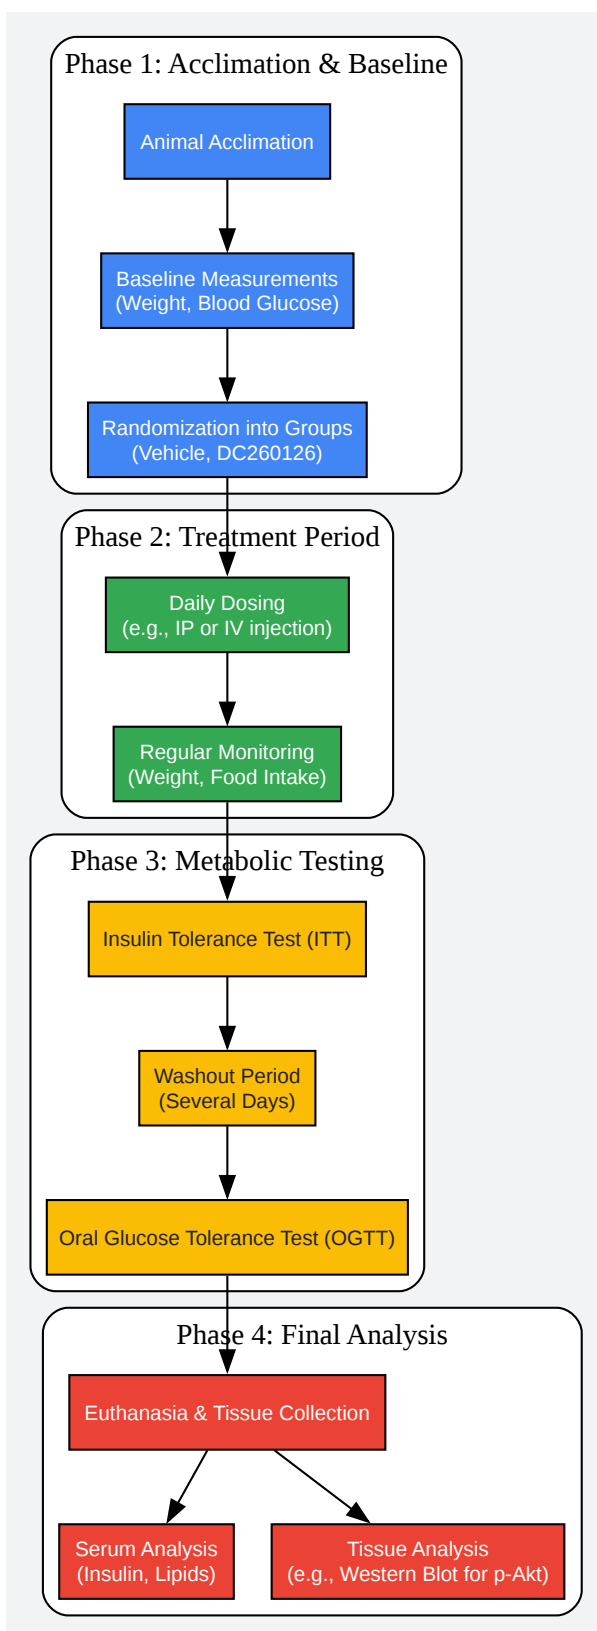 Phase 1: Acclimation & Baseline
Animal Acclimation
Baseline Measurements
(Weight, Blood Glucose)
Randomization into Groups
(Vehicle, DC260126)
Phase 2: Treatment Period
Daily Dosing
(e.g., IP or IV injection)
Regular Monitoring
(Weight, Food Intake)
Phase 3: Metabolic Testing
Insulin Tolerance Test (ITT)
Washout Period
(Several Days)
Oral Glucose Tolerance Test (OGTT)
Phase 4: Final Analysis
Euthanasia & Tissue Collection
Serum Analysis
(Insulin, Lipids)
Tissue Analysis
(e.g., Western Blot for p-Akt)